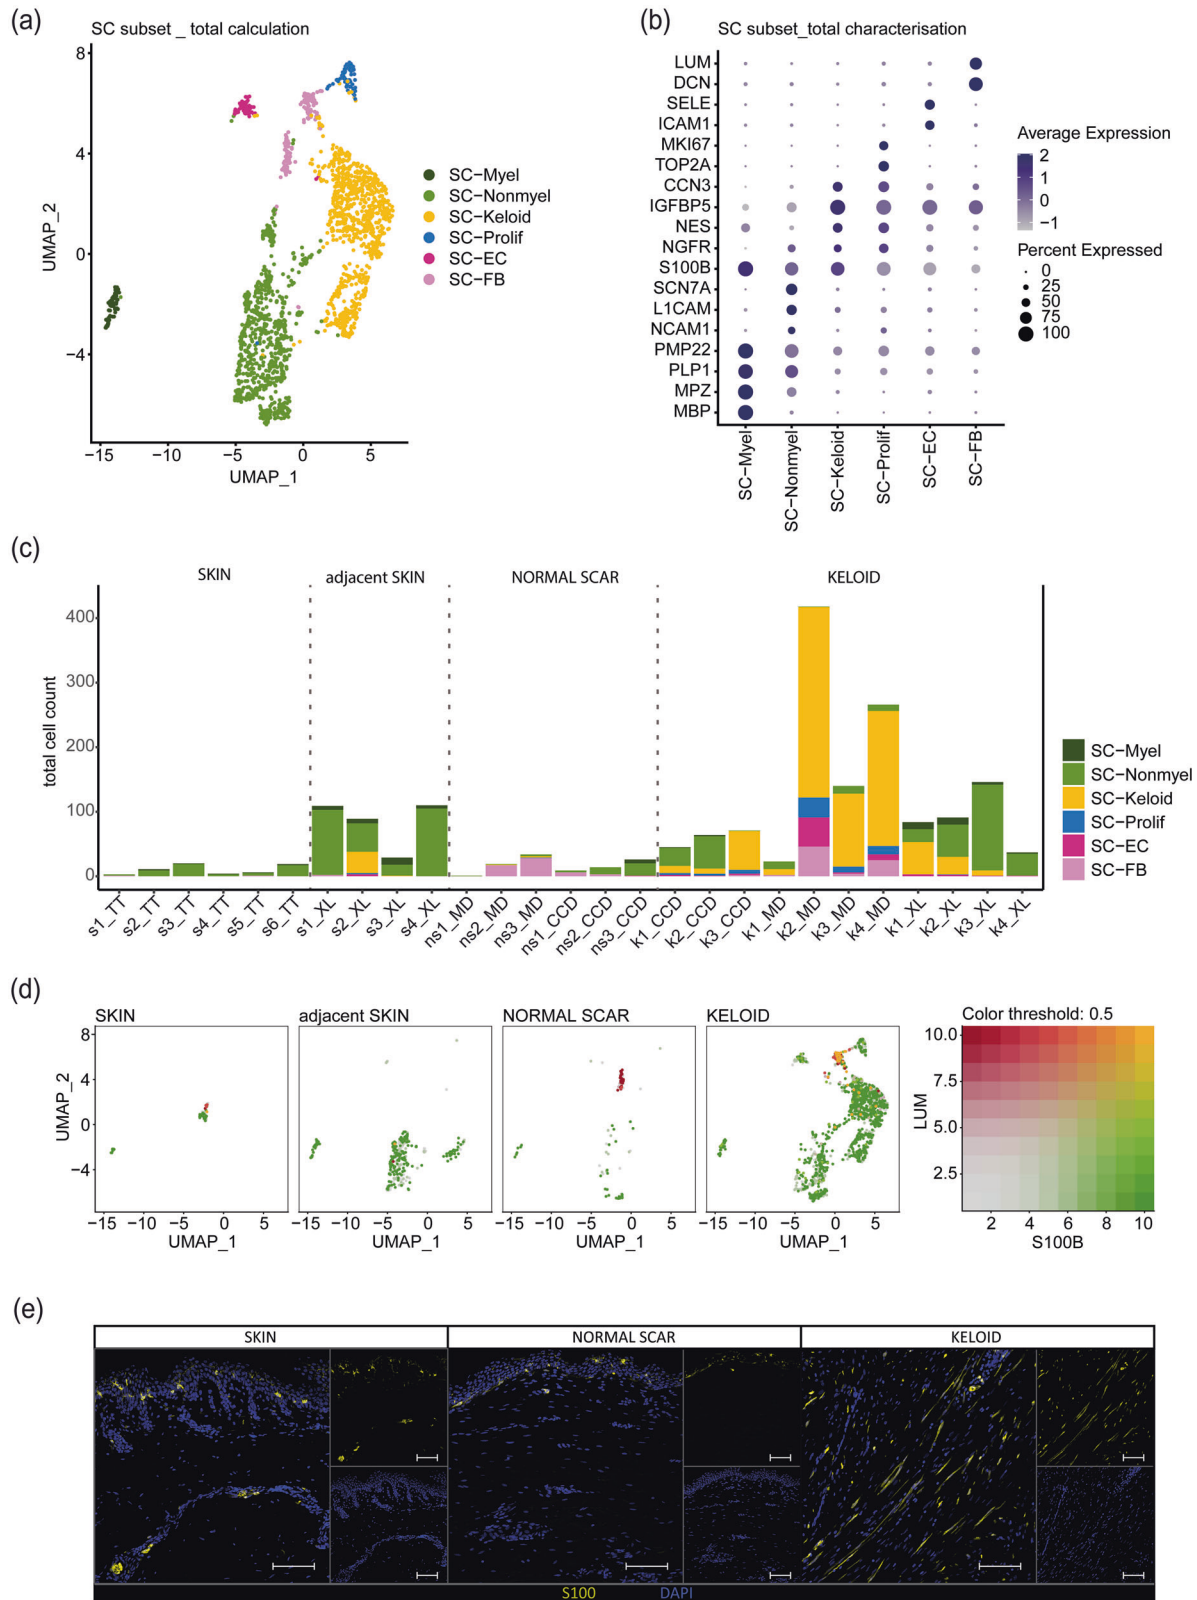 (a)
SC subset _ total calculation
8
4
0
−4
UMAP_2
−15 −10 −5 0 5
UMAP_1
SC−Myel
SC−Nonmyel
SC−Keloid
SC−Prolif
SC−EC
SC−FB
(b)
SC subset_total characterisation
LUM
DCN
SELE
ICAM1
MKI67
TOP2A
CCN3
IGFBP5
NES
NGFR
S100B
SCN7A
L1CAM
NCAM1
PMP22
PLP1
MPZ
MBP
SC−Myel
SC−Nonmyel
SC−Keloid
SC−Prolif
SC−EC
SC−FB
Average Expression
2
1
0
−1
Percent Expressed
0
25
50
75
100
(c)
SKIN adjacent SKIN NORMAL SCAR KELOID
total cell count
400
300
200
100
0
s1_TT s2_TT s3_TT s4_TT s5_TT s6_TT s1_XL s2_XL s3_XL s4_XL ns1_MD ns2_MD ns3_MD ns1_CCD ns2_CCD ns3_CCD k1_CCD k2_CCD k3_CCD k1_MD k2_MD k3_MD k4_MD k1_XL k2_XL k3_XL k4_XL
SC−Myel
SC−Nonmyel
SC−Keloid
SC−Prolif
SC−EC
SC−FB
(d)
SKIN adjacent SKIN NORMAL SCAR KELOID Color threshold: 0.5
8
4
0
−4
UMAP_2
−15 −10 −5 0 5 −15 −10 −5 0 5 −15 −10 −5 0 5 −15 −10 −5 0 5
UMAP_1 UMAP_1 UMAP_1 UMAP_1
10.0
7.5
5.0
2.5
LUM
2 4 6 8 10
S100B
(e)
SKIN NORMAL SCAR KELOID
S100 DAPI